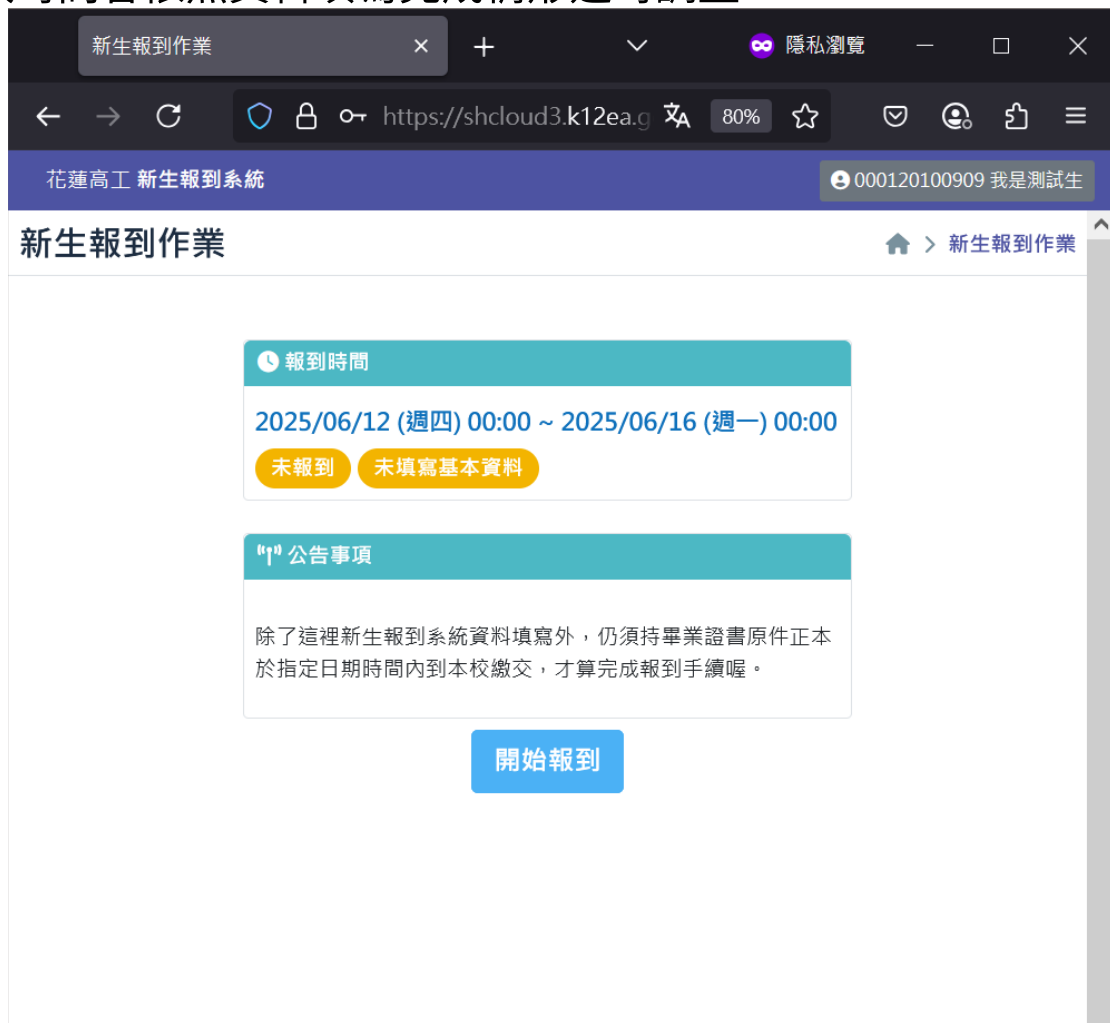 新生報到作業
隱私瀏覽
https://shcloud3.k12ea.g
80%
花蓮高工 新生報到系統
000120100909 我是測試生
新生報到作業
新生報到作業
報到時間
2025/06/12 (週四) 00:00 ~ 2025/06/16 (週一) 00:00
未報到 未填寫基本資料
公告事項
除了這裡新生報到系統資料填寫外，仍須持畢業證書原件正本
於指定日期時間內到本校繳交，才算完成報到手續喔。
開始報到